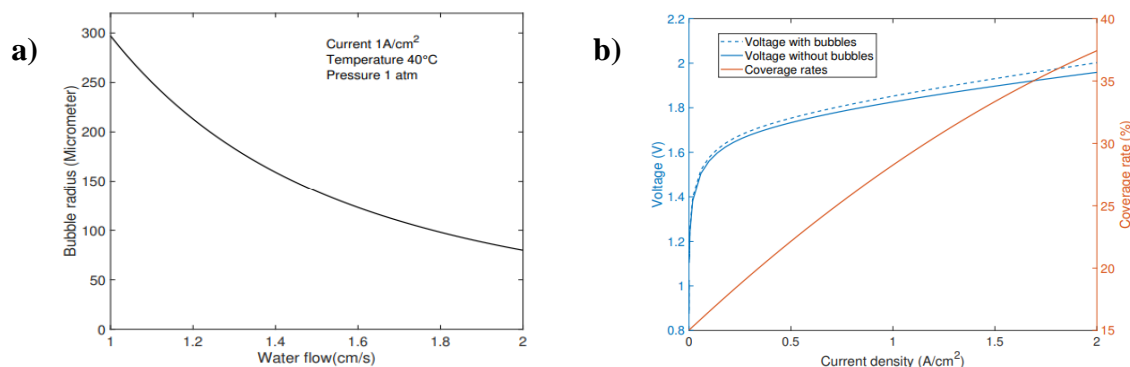 a)
300
250
200
150
100
50
0
Bubble radius (Micrometer)
Current 1A/cm²
Temperature 40°C
Pressure 1 atm
1
1.2
1.4
1.6
1.8
2
Water flow(cm/s)
b)
2.2
2
1.8
1.6
1.4
1.2
1
0.8
Voltage (V)
Voltage with bubbles
Voltage without bubbles
Coverage rates
40
35
30
25
20
15
Coverage rate (%)
0
0.5
1
1.5
2
Current density (A/cm²)